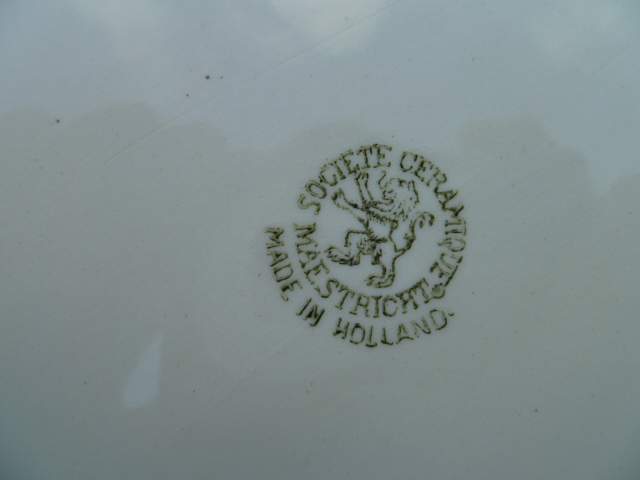 SOCIETE CERAMIQUE
MAESTRICHT
MADE IN HOLLAND.